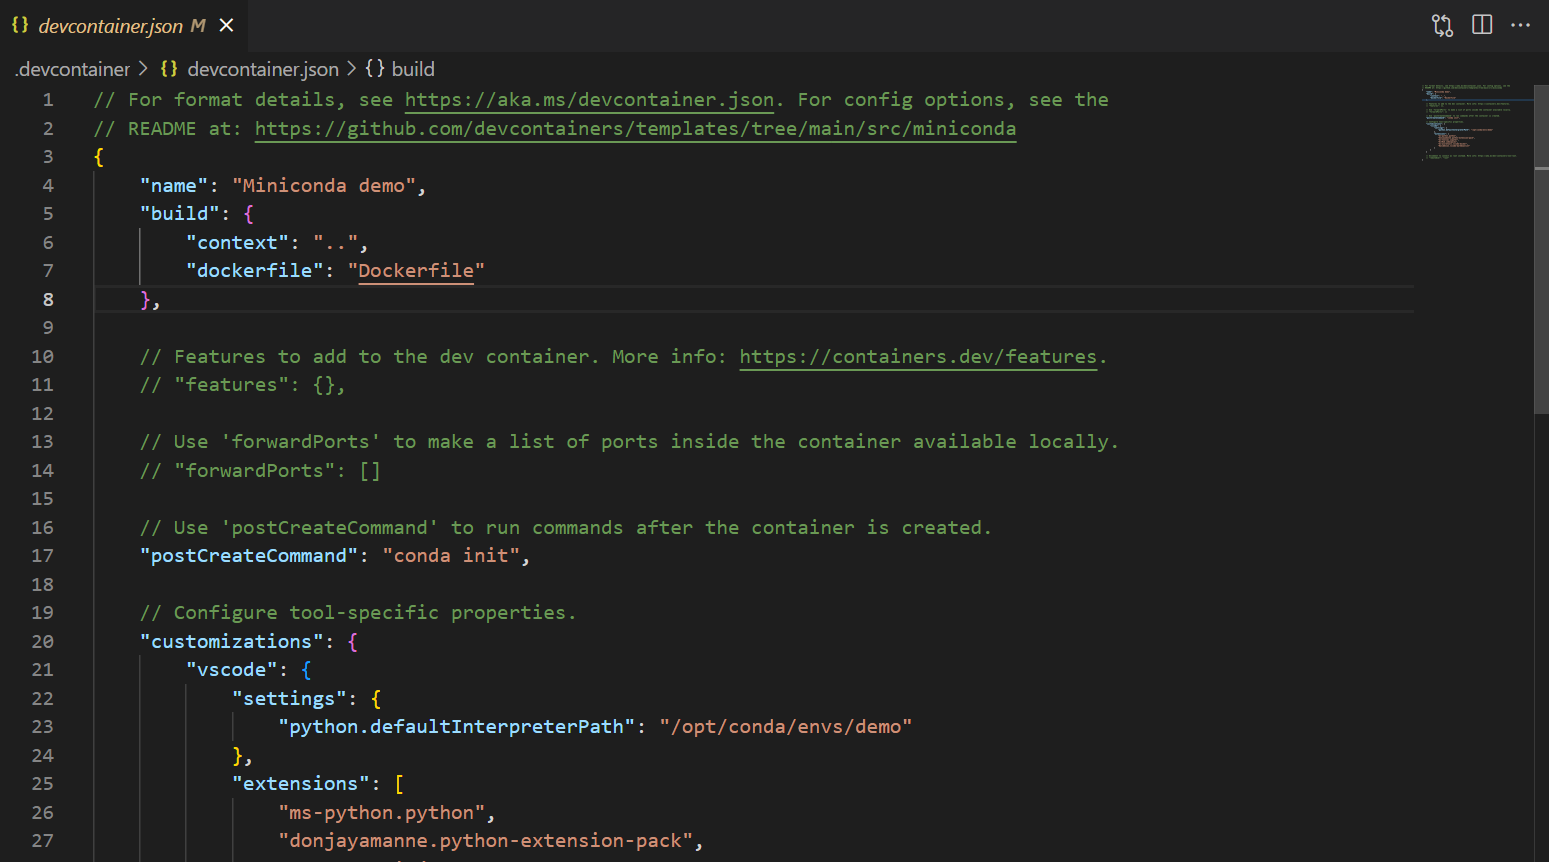 {} devcontainer.json M ×
.devcontainer > {} devcontainer.json > {} build
1 // For format details, see https://aka.ms/devcontainer.json. For config options, see the
2 // README at: https://github.com/devcontainers/templates/tree/main/src/miniconda
3 {
4 "name": "Miniconda demo",
5 "build": {
6 "context": "..",
7 "dockerfile": "Dockerfile"
8 },
9
10 // Features to add to the dev container. More info: https://containers.dev/features.
11 // "features": {},
12
13 // Use 'forwardPorts' to make a list of ports inside the container available locally.
14 // "forwardPorts": []
15
16 // Use 'postCreateCommand' to run commands after the container is created.
17 "postCreateCommand": "conda init",
18
19 // Configure tool-specific properties.
20 "customizations": {
21 "vscode": {
22 "settings": {
23 "python.defaultInterpreterPath": "/opt/conda/envs/demo"
24 },
25 "extensions": [
26 "ms-python.python",
27 "donjayamanne.python-extension-pack",